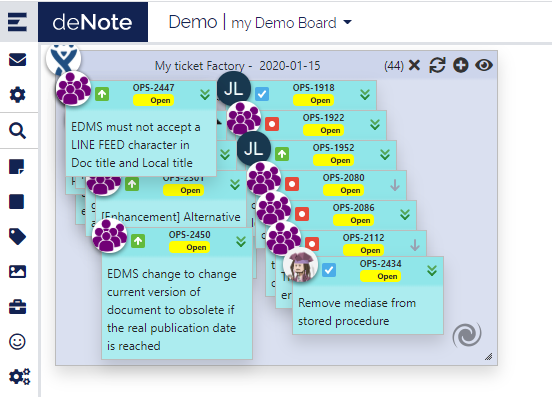 deNote
Demo | my Demo Board
My ticket Factory - 2020-01-15
(44)
OPS-2447
Open
EDMS must not accept a
LINE FEED character in
Doc title and Local title
JL
OPS-1918
Open
OPS-1922
Open
JL
OPS-1952
Open
Open
[Enhancement] Alternative
OPS-2080
Open
OPS-2086
Open
OPS-2112
Open
OPS-2450
Open
EDMS change to change
current version of
document to obsolete if
the real publication date
is reached
OPS-2434
Open
Remove mediase from
stored procedure